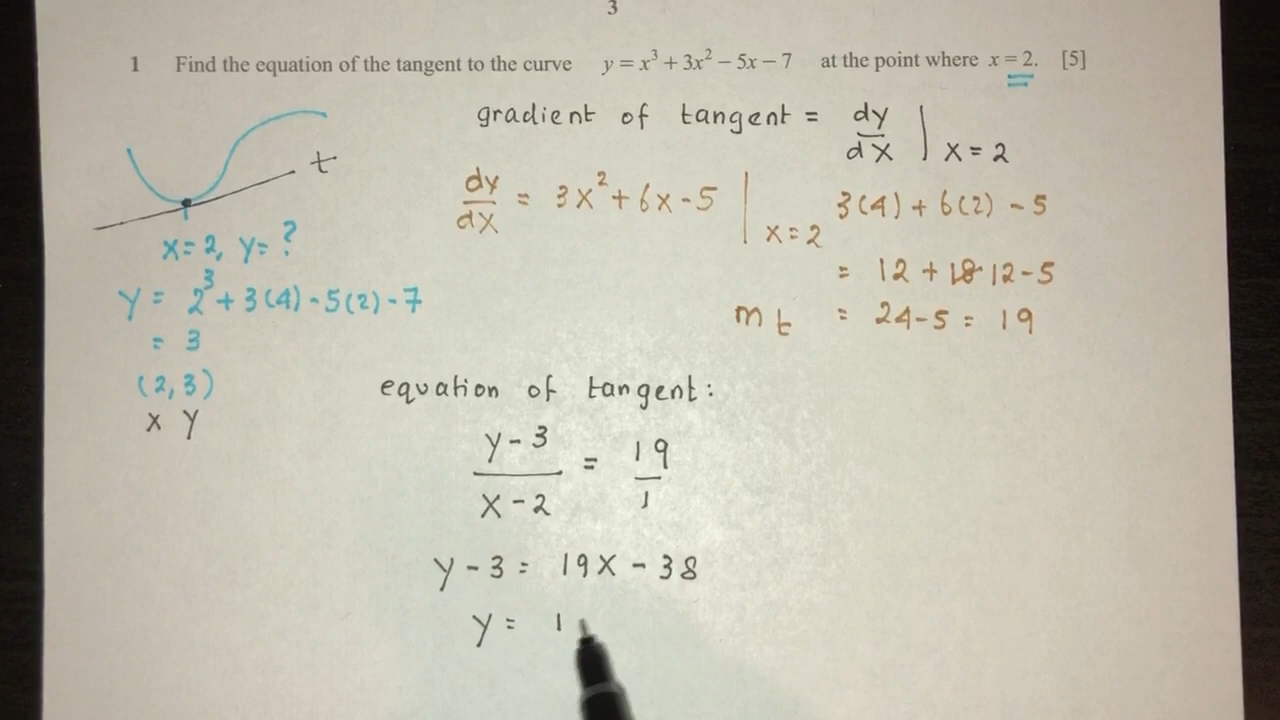 3
1 Find the equation of the tangent to the curve y = x³ + 3x² − 5x − 7 at the point where x = 2. [5]
gradient of tangent = dy/dx | x = 2
t
dy/dx = 3x² + 6x - 5 | x = 2
3(4) + 6(2) - 5
= 12 + 18 12 - 5
mt = 24 - 5 = 19
x = 2, y = ?
y = 2³ + 3(4) - 5(2) - 7
= 3
(2, 3)
x y
equation of tangent:
y - 3 / x - 2 = 19 / 1
y - 3 = 19x - 38
y = 1